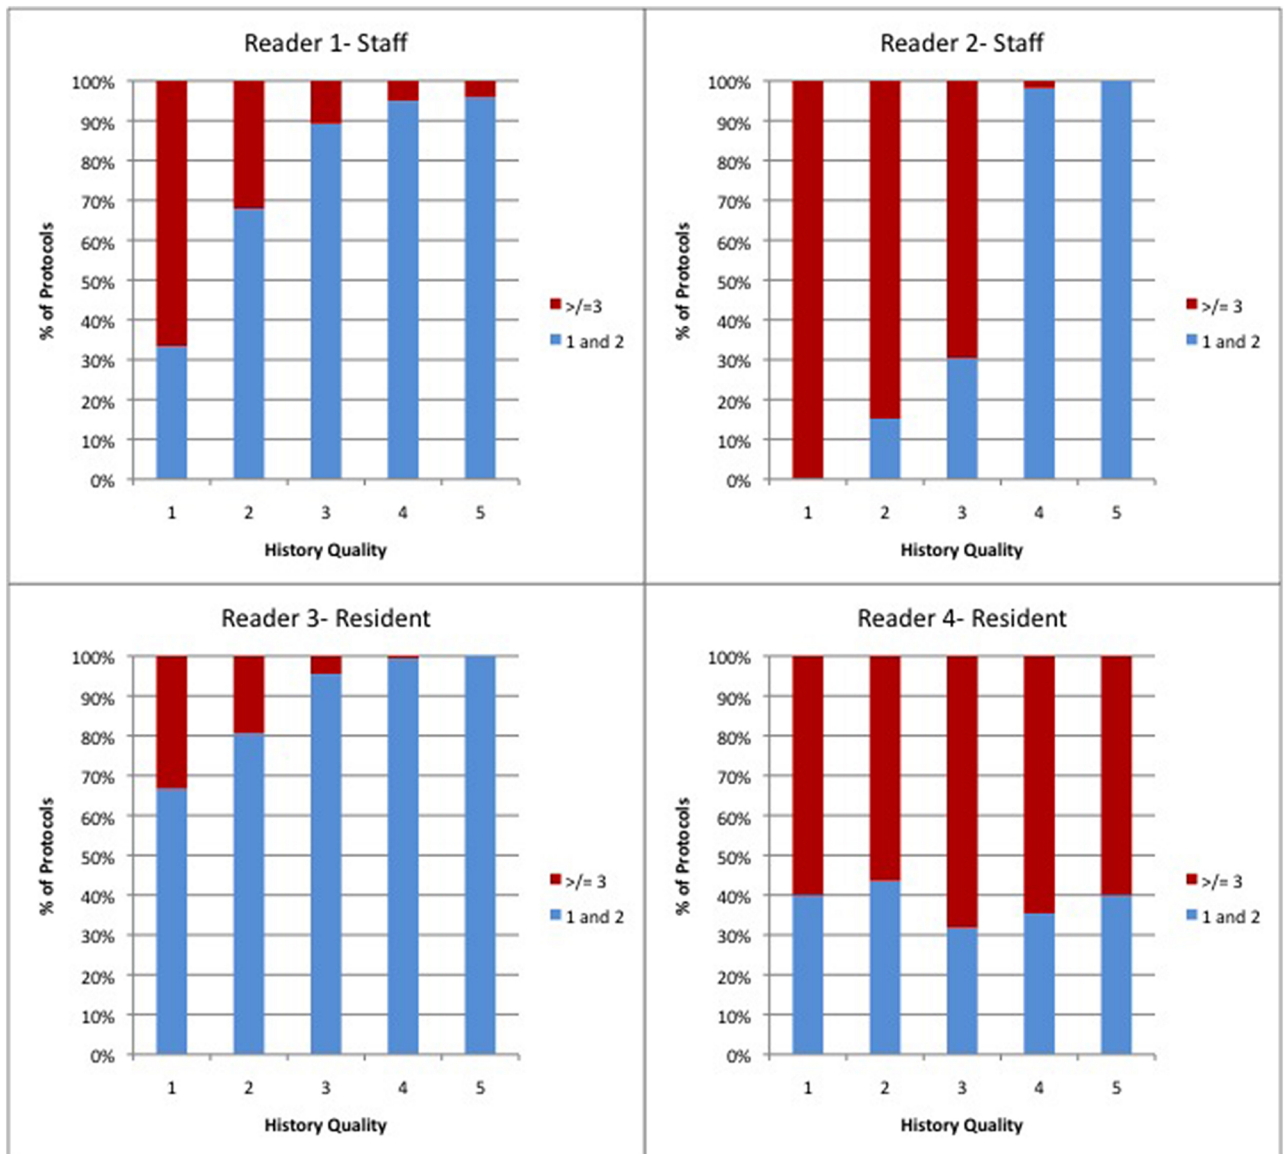 Reader 1- Staff
100%
90%
80%
70%
60%
50%
40%
30%
20%
10%
0%
% of Protocols
1 2 3 4 5
History Quality
>/=3
1 and 2
Reader 2- Staff
100%
90%
80%
70%
60%
50%
40%
30%
20%
10%
0%
% of Protocols
1 2 3 4 5
History Quality
>/= 3
1 and 2
Reader 3- Resident
100%
90%
80%
70%
60%
50%
40%
30%
20%
10%
0%
% of Protocols
1 2 3 4 5
History Quality
>/= 3
1 and 2
Reader 4- Resident
100%
90%
80%
70%
60%
50%
40%
30%
20%
10%
0%
% of Protocols
1 2 3 4 5
History Quality
>/= 3
1 and 2